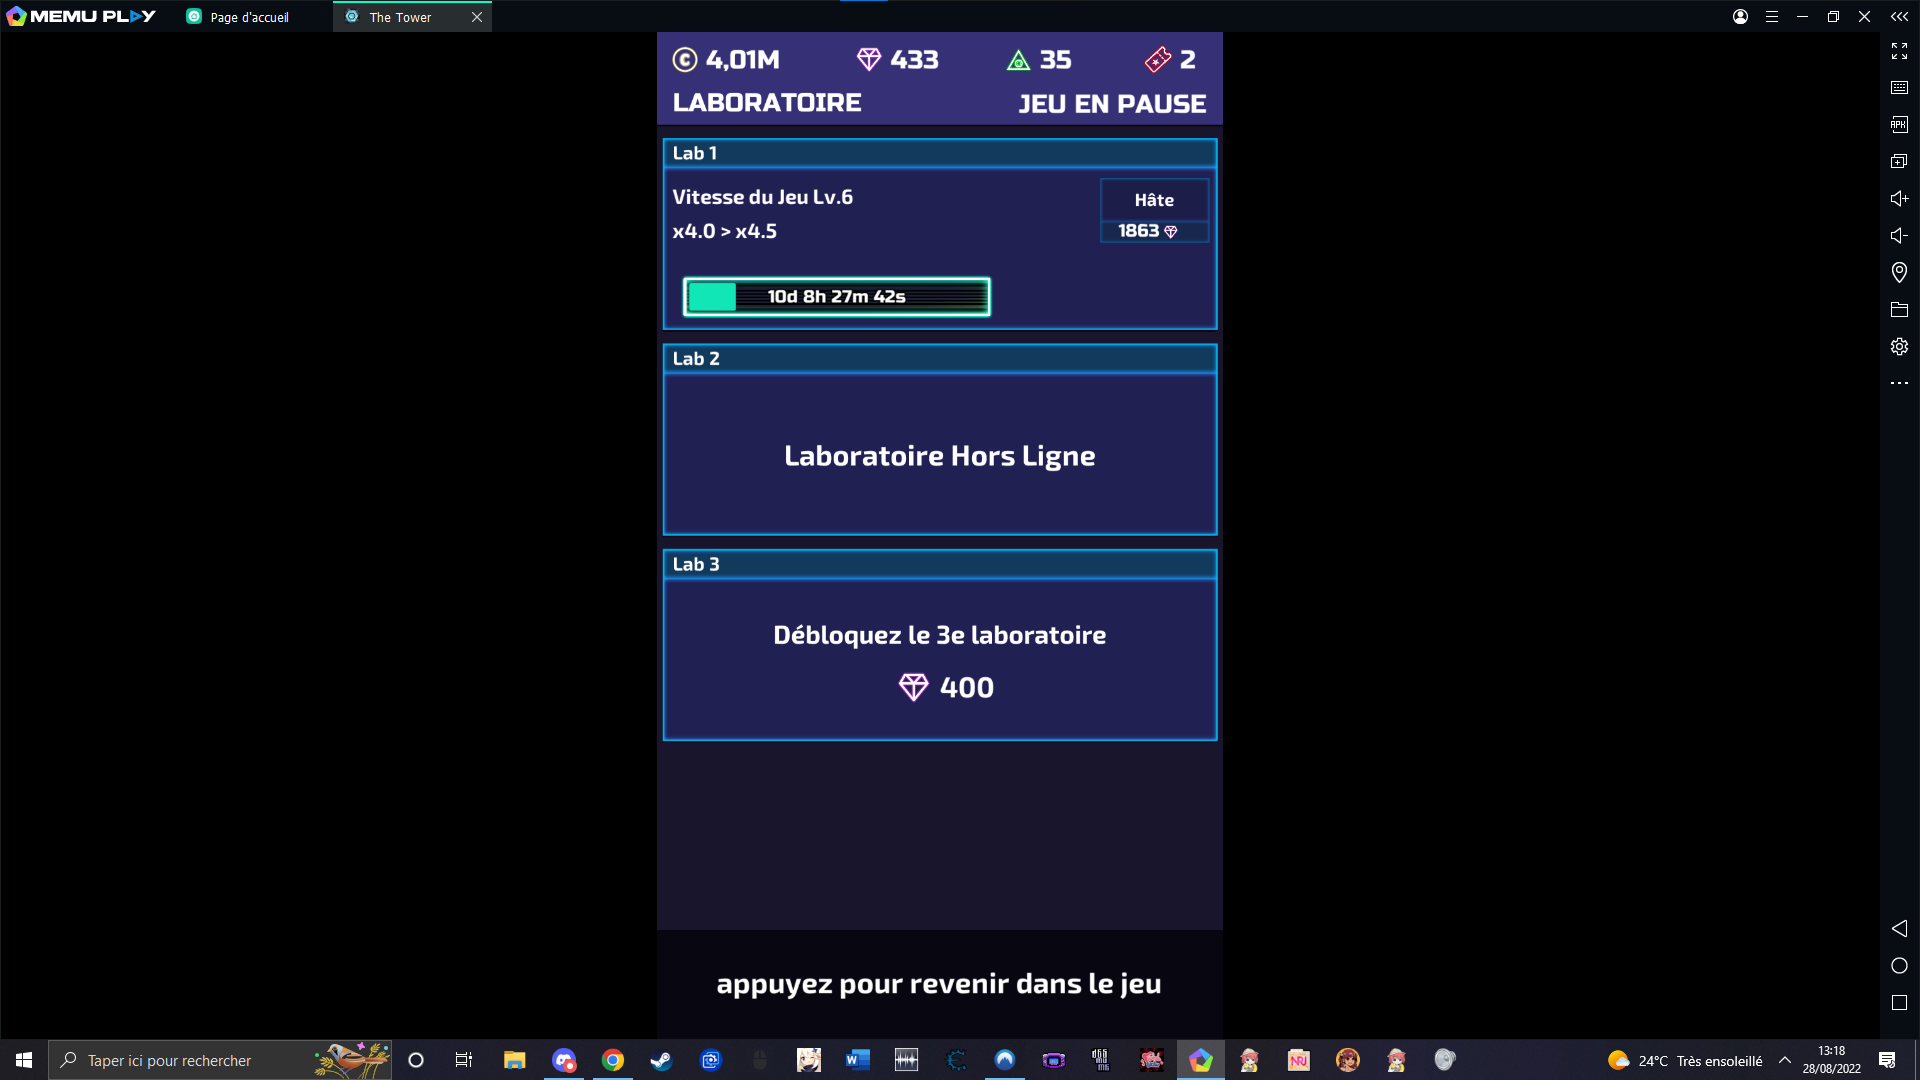 MEMU PLAY
Page d'accueil
The Tower
4,01M
433
35
2
LABORATOIRE
JEU EN PAUSE
Lab 1
Vitesse du Jeu Lv.6
x4.0 > x4.5
Hâte
1863
10d 8h 27m 42s
Lab 2
Laboratoire Hors Ligne
Lab 3
Débloquez le 3e laboratoire
400
appuyez pour revenir dans le jeu
Taper ici pour rechercher
24°C Très ensoleillé
13:18
28/08/2022